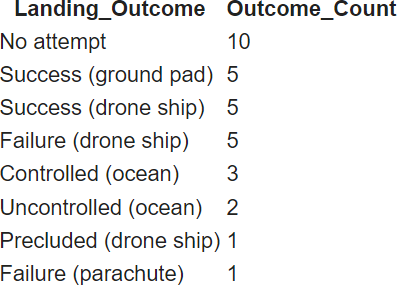 Landing_Outcome Outcome_Count
No attempt 10
Success (ground pad) 5
Success (drone ship) 5
Failure (drone ship) 5
Controlled (ocean) 3
Uncontrolled (ocean) 2
Precluded (drone ship) 1
Failure (parachute) 1